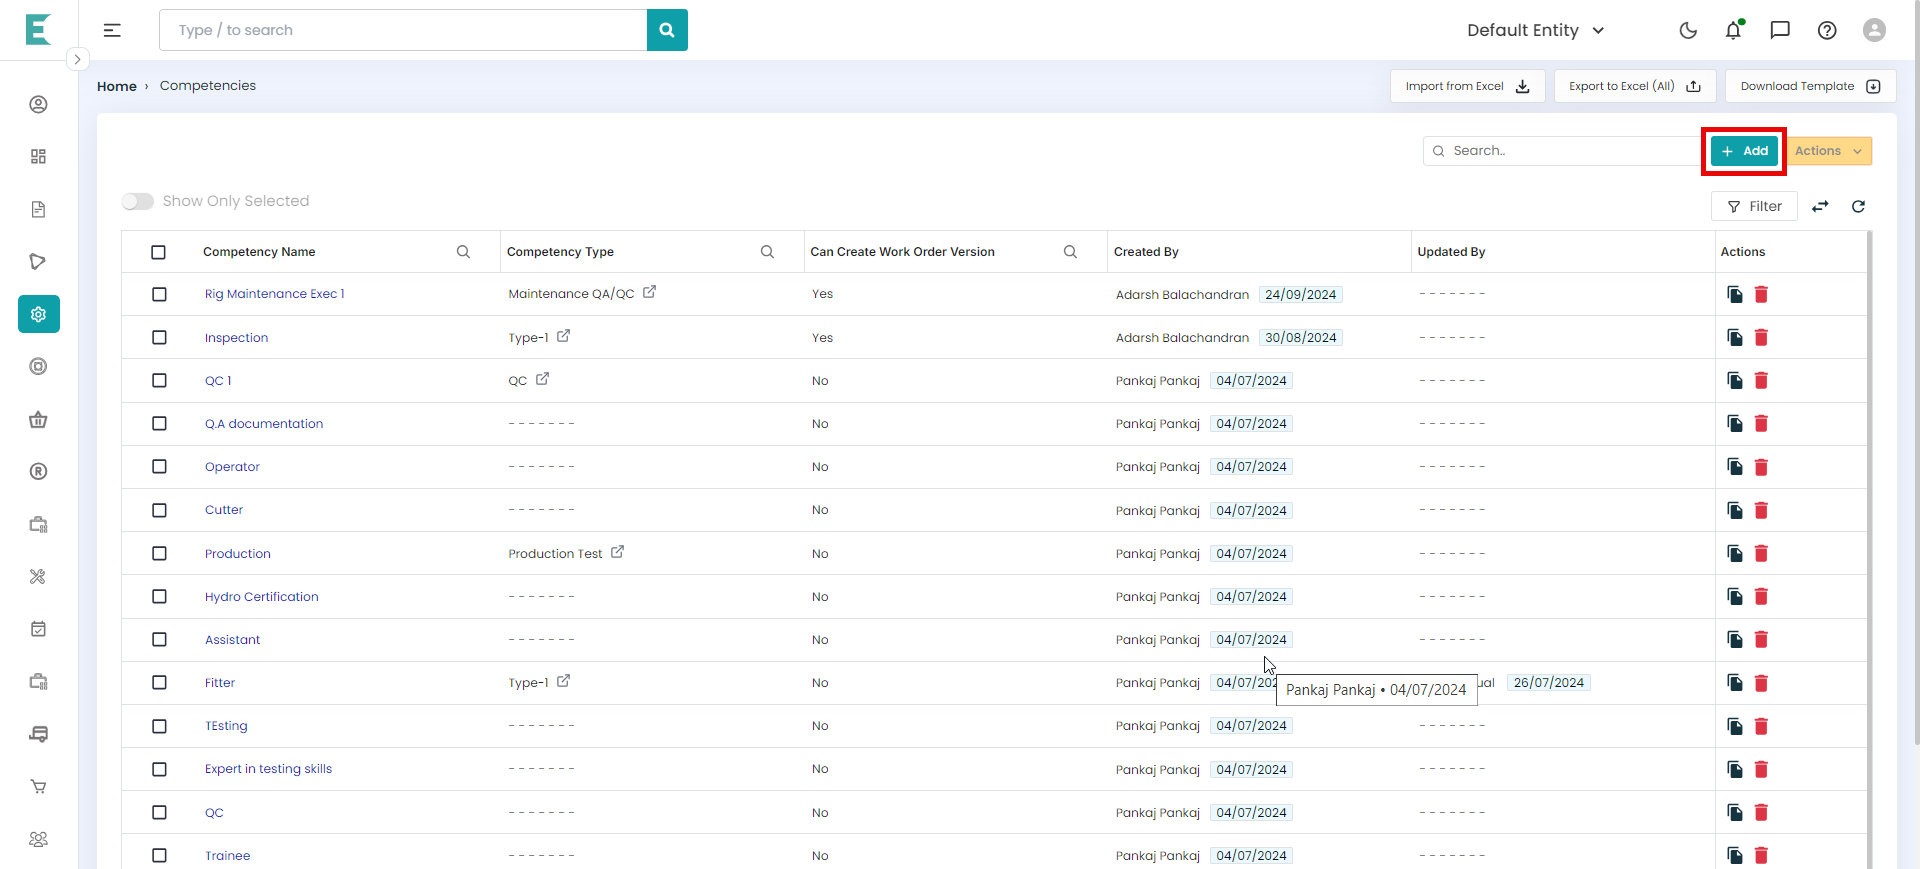 Type / to search
Default Entity
Home › Competencies
Import from Excel
Export to Excel (All)
Download Template
Search..
+ Add
Actions
Show Only Selected
Filter
Competency Name Competency Type Can Create Work Order Version Created By Updated By Actions
Rig Maintenance Exec 1 Maintenance QA/QC Yes Adarsh Balachandran 24/09/2024 - - - - - - -
Inspection Type-1 Yes Adarsh Balachandran 30/08/2024 - - - - - - -
QC 1 QC No Pankaj Pankaj 04/07/2024 - - - - - - -
Q.A documentation - - - - - - - No Pankaj Pankaj 04/07/2024 - - - - - - -
Operator - - - - - - - No Pankaj Pankaj 04/07/2024 - - - - - - -
Cutter - - - - - - - No Pankaj Pankaj 04/07/2024 - - - - - - -
Production Production Test No Pankaj Pankaj 04/07/2024 - - - - - - -
Hydro Certification - - - - - - - No Pankaj Pankaj 04/07/2024 - - - - - - -
Assistant - - - - - - - No Pankaj Pankaj 04/07/2024 - - - - - - -
Fitter Type-1 No Pankaj Pankaj 26/07/2024
Pankaj Pankaj • 04/07/2024
TEsting - - - - - - - No Pankaj Pankaj 04/07/2024 - - - - - - -
Expert in testing skills - - - - - - - No Pankaj Pankaj 04/07/2024 - - - - - - -
QC - - - - - - - No Pankaj Pankaj 04/07/2024 - - - - - - -
Trainee - - - - - - - No Pankaj Pankaj 04/07/2024 - - - - - - -